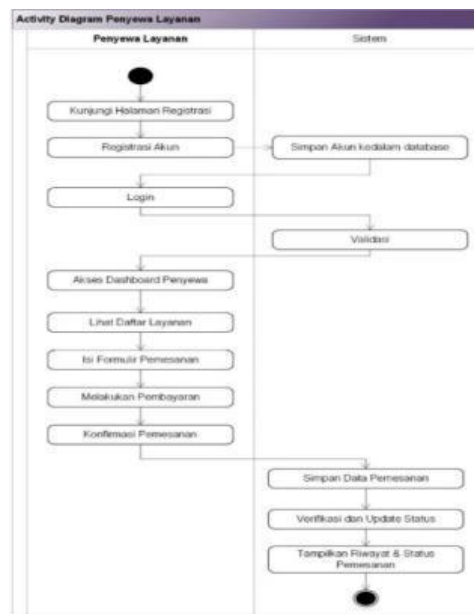 Activity Diagram Penyewa Layanan
Penyewa Layanan
Sistem
Kunjungi Halaman Registrasi
Registrasi Akun
Simpan Akun kedalam database
Login
Validasi
Akses Dashboard Penyewa
Lihat Daftar Layanan
Isi Formulir Pemesanan
Melakukan Pembayaran
Konfirmasi Pemesanan
Simpan Data Pemesanan
Verifikasi dan Update Status
Tampilkan Riwayat & Status
Pemesanan